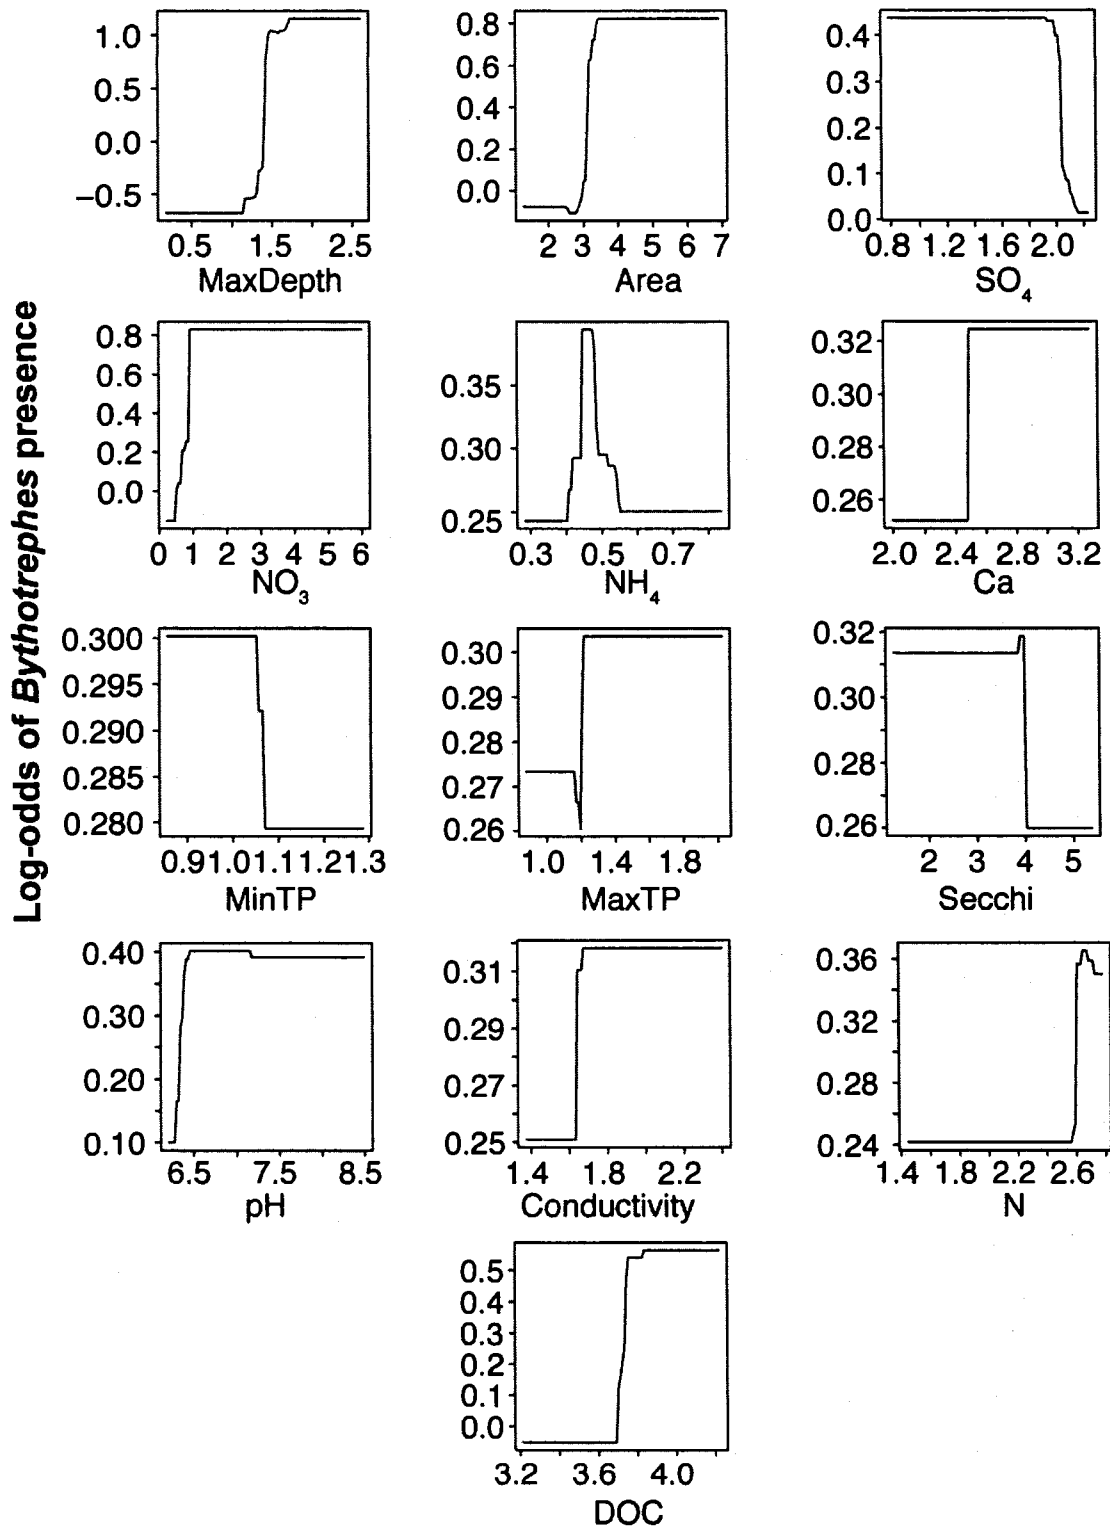 Log-odds of Bythotrephes presence
1.0
0.5
0.0
−0.5
0.5 1.5 2.5
MaxDepth
0.8
0.6
0.4
0.2
0.0
2 3 4 5 6 7
Area
0.4
0.3
0.2
0.1
0.0
0.8 1.2 1.6 2.0
SO₄
0.8
0.6
0.4
0.2
0.0
0 1 2 3 4 5 6
NO₃
0.35
0.30
0.25
0.3 0.5 0.7
NH₄
0.32
0.30
0.28
0.26
2.0 2.4 2.8 3.2
Ca
0.300
0.295
0.290
0.285
0.280
0.9 1.0 1.1 1.2 1.3
MinTP
0.30
0.29
0.28
0.27
0.26
1.0 1.4 1.8
MaxTP
0.32
0.30
0.28
0.26
2 3 4 5
Secchi
0.40
0.30
0.20
0.10
6.5 7.5 8.5
pH
0.31
0.29
0.27
0.25
1.4 1.8 2.2
Conductivity
0.36
0.32
0.28
0.24
1.4 1.8 2.2 2.6
N
0.5
0.4
0.3
0.2
0.1
0.0
3.2 3.6 4.0
DOC